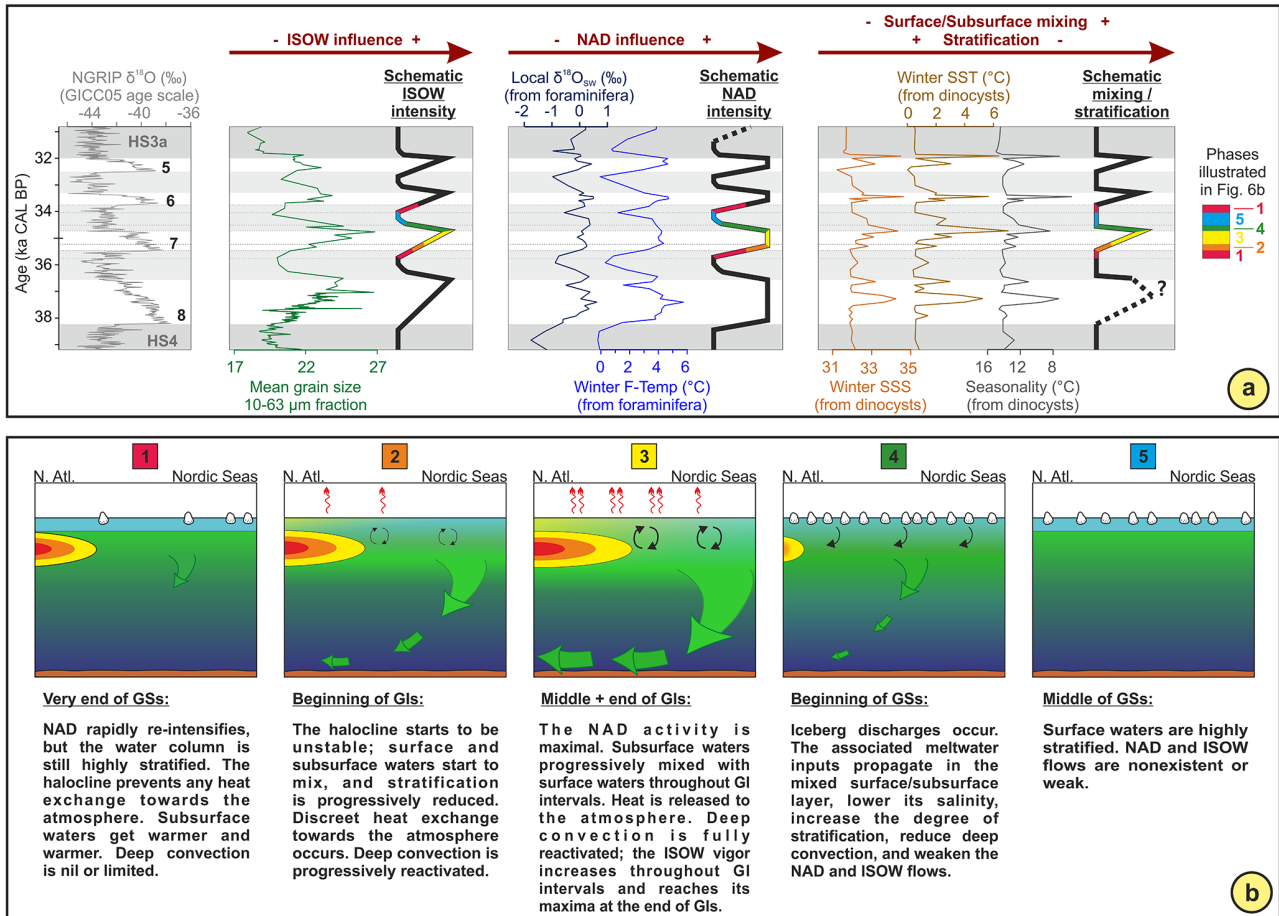 - ISOW influence +
- NAD influence +
- Surface/Subsurface mixing +
+ Stratification -
NGRIP δ18O (‰)
(GICC05 age scale)
-44 -40 -36
Schematic
ISOW
intensity
Local δ18OSW (‰)
(from foraminifera)
-2 -1 0 1
Schematic
NAD
intensity
Winter SST (°C)
(from dinocysts)
0 2 4 6
Schematic
mixing /
stratification
Age (ka CAL BP)
32
34
36
38
HS3a
5
6
7
8
HS4
?
Phases
illustrated
in Fig. 6b
1
5
4
3
2
1
17 22 27
Mean grain size
10-63 µm fraction
0 2 4 6
Winter F-Temp (°C)
(from foraminifera)
31 33 35
Winter SSS
(from dinocysts)
16 12 8
Seasonality (°C)
(from dinocysts)
a
1
N. Atl. Nordic Seas
Very end of GSs:
NAD rapidly re-intensifies,
but the water column is
still highly stratified. The
halocline prevents any heat
exchange towards the
atmosphere. Subsurface
waters get warmer and
warmer. Deep convection
is nil or limited.
2
N. Atl. Nordic Seas
Beginning of GIs:
The halocline starts to be
unstable; surface and
subsurface waters start to
mix, and stratification
is progressively reduced.
Discreet heat exchange
towards the atmosphere
occurs. Deep convection is
progressively reactivated.
3
N. Atl. Nordic Seas
Middle + end of GIs:
The NAD activity is
maximal. Subsurface waters
progressively mixed with
surface waters throughout GI
intervals. Heat is released to
the atmosphere. Deep
convection is fully
reactivated; the ISOW vigor
increases throughout GI
intervals and reaches its
maxima at the end of GIs.
4
N. Atl. Nordic Seas
Beginning of GSs:
Iceberg discharges occur.
The associated meltwater
inputs propagate in the
mixed surface/subsurface
layer, lower its salinity,
increase the degree of
stratification, reduce deep
convection, and weaken the
NAD and ISOW flows.
5
N. Atl. Nordic Seas
Middle of GSs:
Surface waters are highly
stratified. NAD and ISOW
flows are nonexistent or
weak.
b